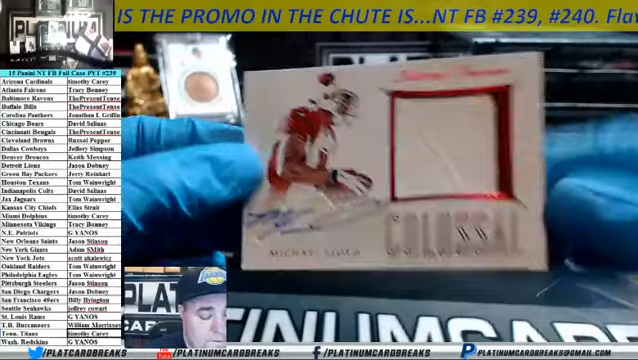 IS THE PROMO IN THE CHUTE IS...NT FB #239, #240. Flav
15 Panini NT FB Full Case PYT #239
Arizona Cardinals timothy Carey
Atlanta Falcons Tracy Bonney
Baltimore Ravens ThePresentTense
Buffalo Bills ThePresentTense
Carolina Panthers Jonathan L Griffin
Chicago Bears David Salinas
Cincinnati Bengals ThePresentTense
Cleveland Browns Russel Pepper
Dallas Cowboys Jeffery Simpson
Denver Broncos Keith Messing
Detroit Lions Jason Dobney
Green Bay Packers Jerry Reinhart
Houston Texans Tom Wainwright
Indianapolis Colts David Salinas
Jax Jaguars Tom Wainwright
Kansas City Chiefs Elias Strait
Miami Dolphins timothy Carey
Minnesota Vikings Tracy Bonney
N.E. Patriots G YANOS
New Orleans Saints Jason Stinson
New York Giants Adam SMith
New York Jets scott akalewicz
Oakland Raiders Tom Wainwright
Philadelphia Eagles Tom Wainwright
Pittsburgh Steelers Jason Stinson
San Diego Chargers Jason Dobney
San Francisco 49ers Billy Byington
Seattle Seahawks jeffrey cowart
St. Louis Rams G YANOS
T.B. Buccaneers William Morrisse
Tenn. Titans timothy Carey
Wash. Redskins G YANOS
MICHAEL FLOYD
COLOSSAL
PLATINUMCARDB
/PLATCARDBREAKS
/PLATINUMCARDBREAKS
/PLATINUMCARDBREAKS
/PLATINUMCARDBREAKS